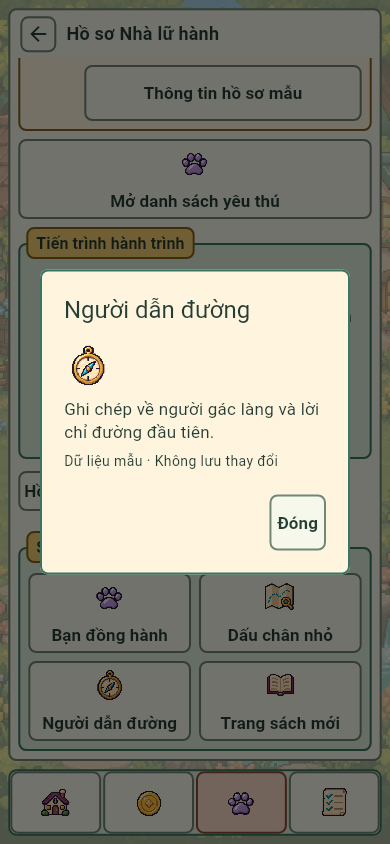 Hồ sơ Nhà lữ hành
Thông tin hồ sơ mẫu
Mở danh sách yêu thú
Tiến trình hành trình
Người dẫn đường
Ghi chép về người gác làng và lời
chỉ đường đầu tiên.
Dữ liệu mẫu · Không lưu thay đổi
Đóng
Bạn đồng hành
Dấu chân nhỏ
Người dẫn đường
Trang sách mới